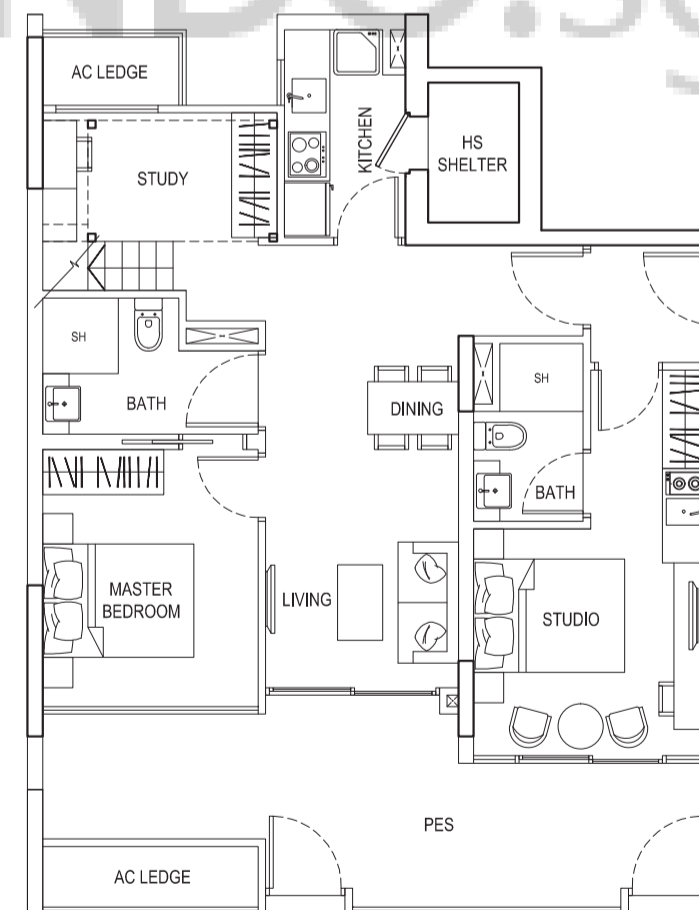 AC LEDGE
STUDY
KITCHEN
HS
SHELTER
SH
BATH
DINING
SH
BATH
MASTER
BEDROOM
LIVING
STUDIO
PES
AC LEDGE